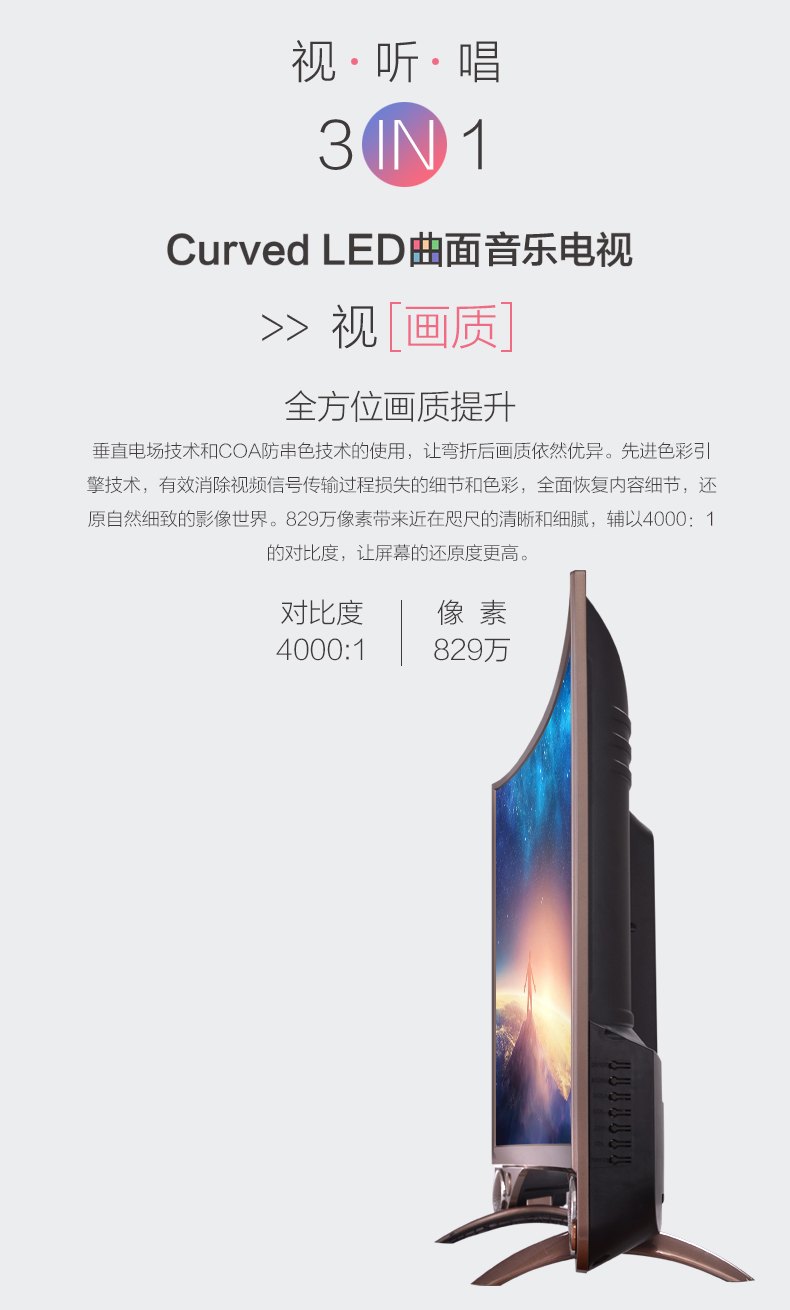 视·听·唱
3 IN 1
Curved LED曲面音乐电视
>> 视[画质]
全方位画质提升
垂直电场技术和COA防串色技术的使用，让弯折后画质依然优异。先进色彩引
擎技术，有效消除视频信号传输过程损失的细节和色彩，全面恢复内容细节，还
原自然细致的影像世界。829万像素带来近在咫尺的清晰和细腻，辅以4000：1
的对比度，让屏幕的还原度更高。
对比度 像 素
4000:1 829万